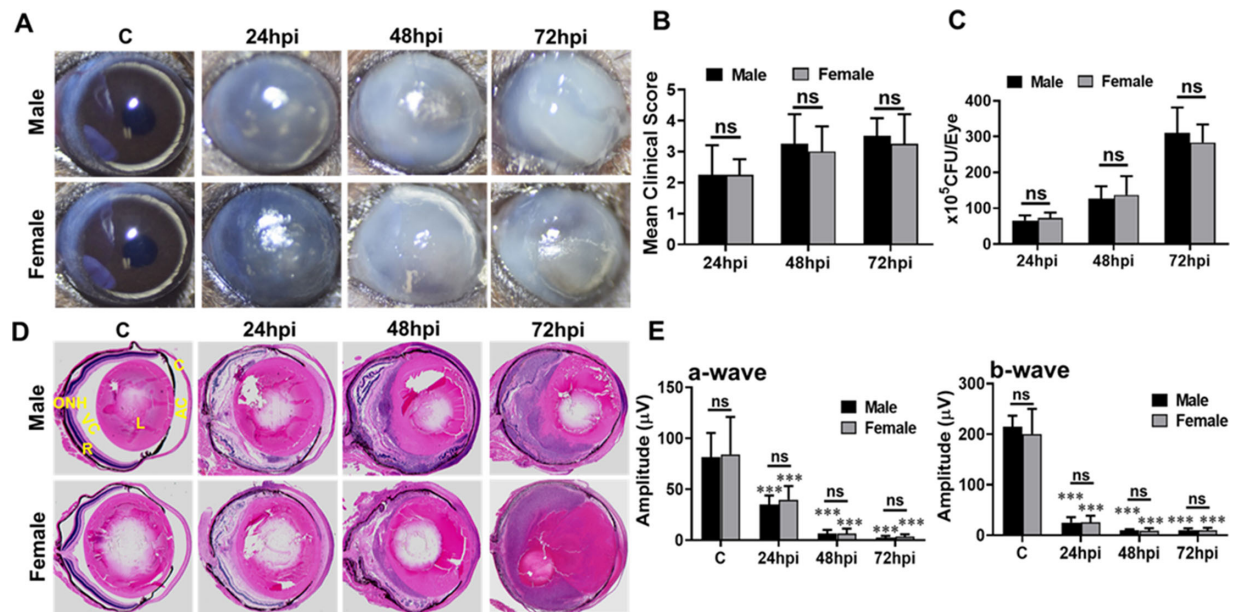 A
C 24hpi 48hpi 72hpi
Male
Female
B
Male Female
Mean Clinical Score
5
4
3
2
1
0
ns ns ns
24hpi 48hpi 72hpi
C
Male Female
x10⁵CFU/Eye
400
300
200
100
0
ns ns ns
24hpi 48hpi 72hpi
D
C 24hpi 48hpi 72hpi
Male
ONH VC R L AC C
Female
E
a-wave
Male
Female
Amplitude (µV)
150
100
50
0
ns ns ns ns
*** *** *** *** *** ***
C 24hpi 48hpi 72hpi
b-wave
Male
Female
Amplitude (µV)
300
200
100
0
ns ns ns ns
*** *** *** *** *** ***
C 24hpi 48hpi 72hpi